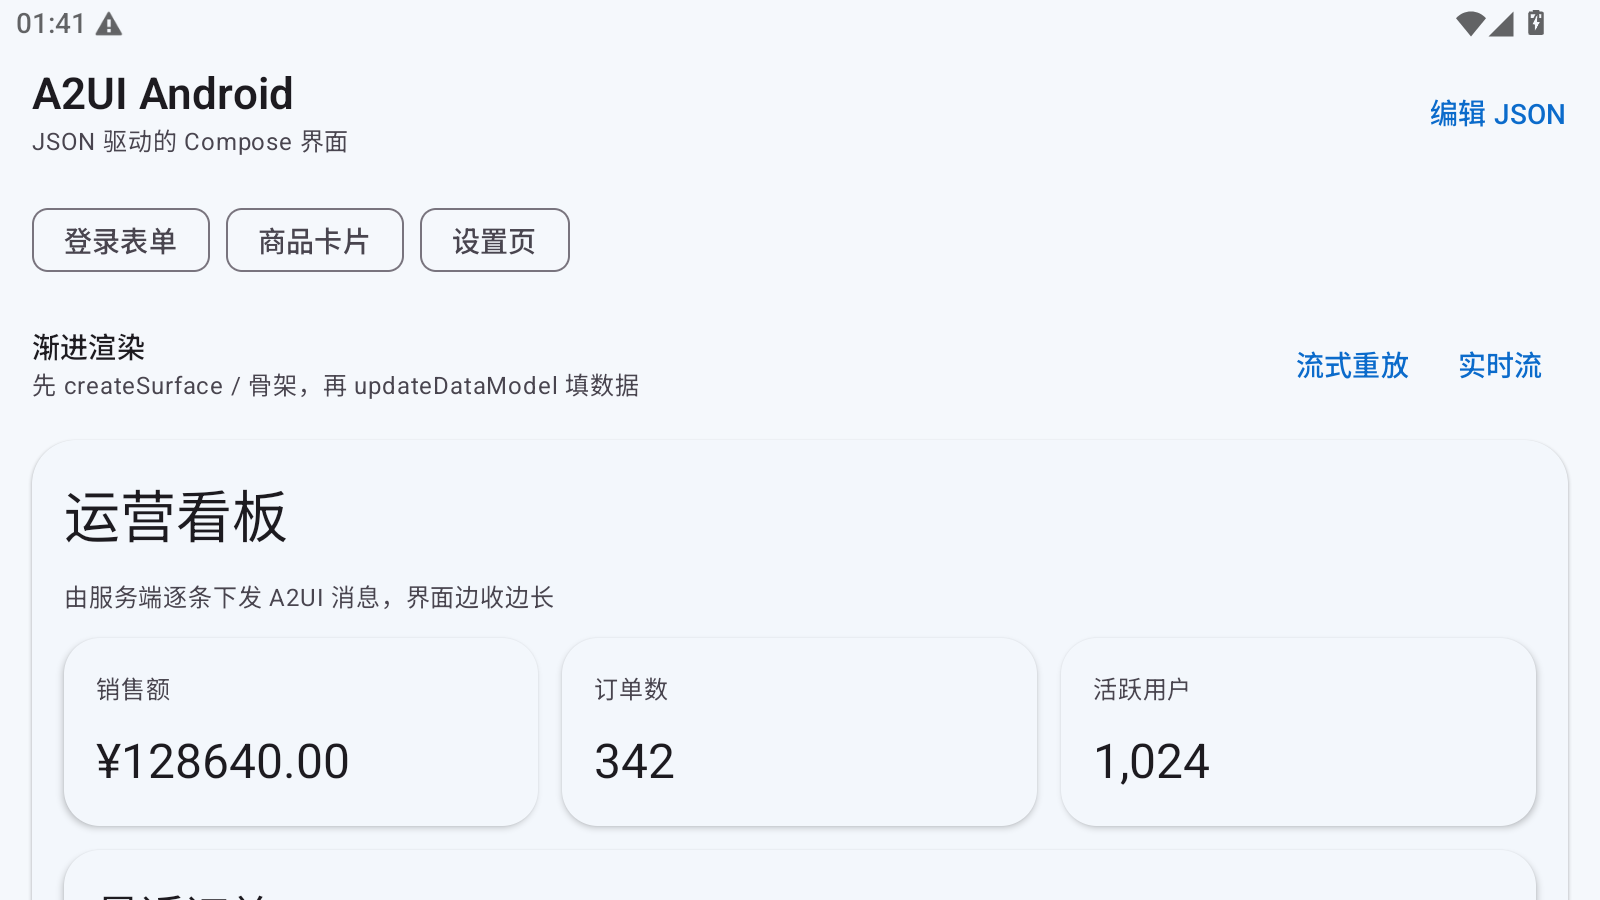 01:41
A2UI Android
JSON 驱动的 Compose 界面
编辑 JSON
登录表单
商品卡片
设置页
渐进渲染
先 createSurface / 骨架，再 updateDataModel 填数据
流式重放
实时流
运营看板
由服务端逐条下发 A2UI 消息，界面边收边长
销售额
¥128640.00
订单数
342
活跃用户
1,024